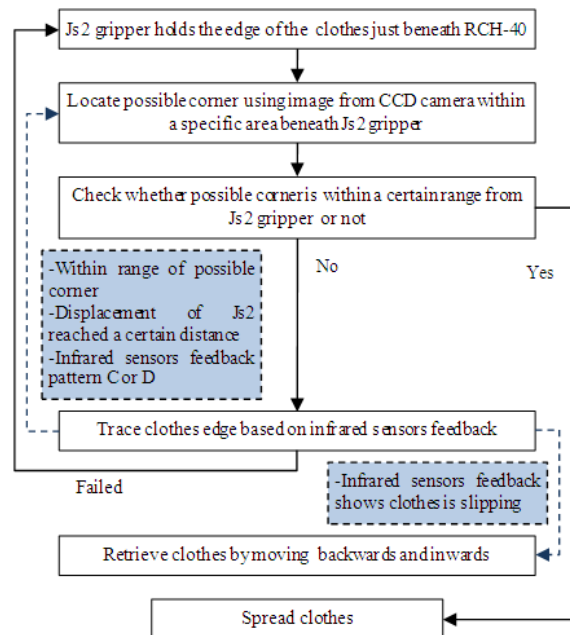 Js2 gripper holds the edge of the clothes just beneath RCH-40
Locate possible corner using image from CCD camera within
a specific area beneath Js2 gripper
Check whether possible corner is within a certain range from
Js2 gripper or not
No
Yes
-Within range of possible
corner
-Displacement of Js2
reached a certain distance
-Infrared sensors feedback
pattern C or D
Trace clothes edge based on infrared sensors feedback
Failed
-Infrared sensors feedback
shows clothes is slipping
Retrieve clothes by moving backwards and inwards
Spread clothes